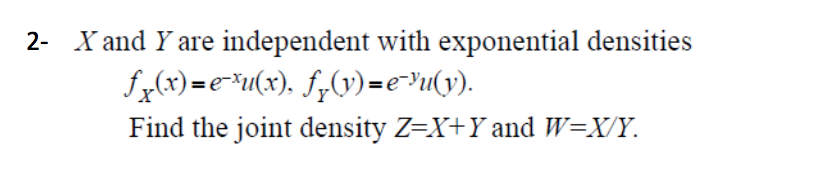 2- X and Y are independent with exponential densities
f_X(x)=e^{-x}u(x), f_Y(y)=e^{-y}u(y).
Find the joint density Z=X+Y and W=X/Y.